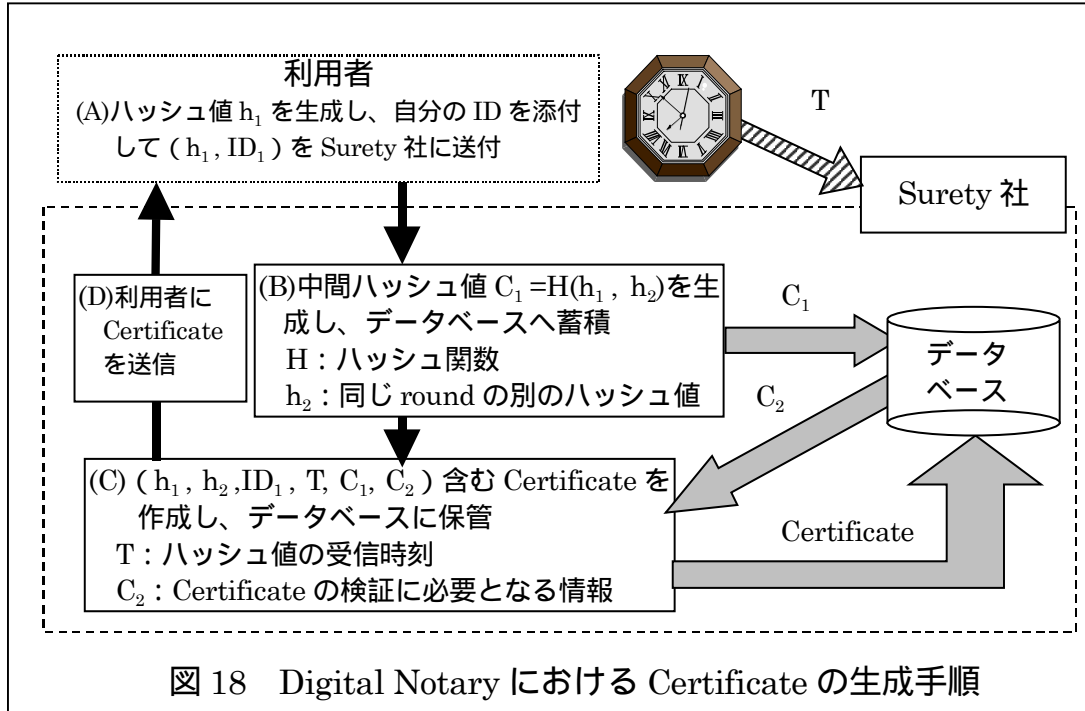 利用者
(A)ハッシュ値 h₁ を生成し、自分の ID を添付
して（h₁, ID₁）を Surety 社に送付
T
Surety 社
(D)利用者に
Certificate
を送信
(B)中間ハッシュ値 C₁=H(h₁, h₂)を生
成し、データベースへ蓄積
H：ハッシュ関数
h₂：同じ round の別のハッシュ値
C₁
データ
ベース
C₂
(C)（h₁, h₂,ID₁, T, C₁, C₂）含む Certificate を
作成し、データベースに保管
T：ハッシュ値の受信時刻
C₂：Certificate の検証に必要となる情報
Certificate
図 18　Digital Notary における Certificate の生成手順